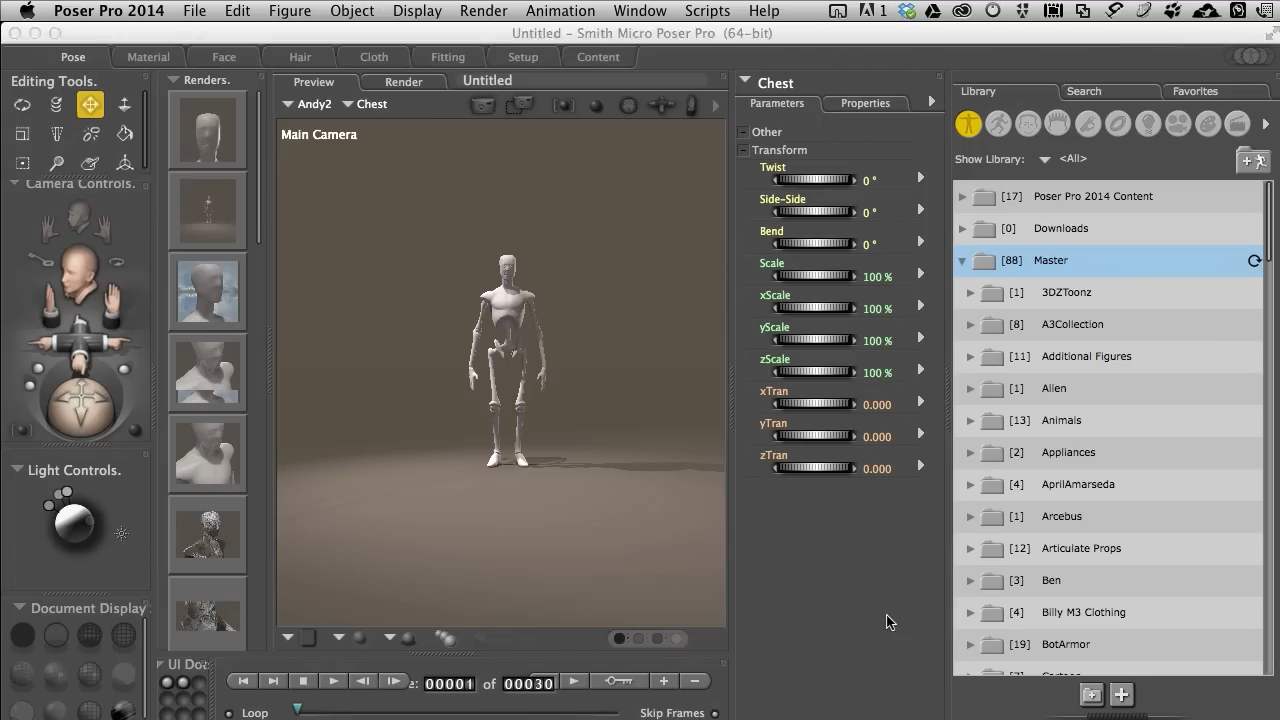 Poser Pro 2014 File Edit Figure Object Display Render Animation Window Scripts Help 1
Untitled – Smith Micro Poser Pro (64-bit)
Pose Material Face Hair Cloth Fitting Setup Content
Editing Tools.
Camera Controls.
Light Controls.
Document Display
Renders.
UI Do
Preview Render Untitled
Andy2 Chest
Main Camera
00001 of 00030
Loop Skip Frames
Chest
Parameters Properties
Other
Transform
Twist
0 °
Side-Side
0 °
Bend
0 °
Scale
100 %
xScale
100 %
yScale
100 %
zScale
100 %
xTran
0.000
yTran
0.000
zTran
0.000
Library Search Favorites
Show Library: <All>
[17] Poser Pro 2014 Content
[0] Downloads
[88] Master
[1] 3DZToonz
[8] A3Collection
[11] Additional Figures
[1] Alien
[13] Animals
[2] Appliances
[4] AprilAmarseda
[1] Arcebus
[12] Articulate Props
[3] Ben
[4] Billy M3 Clothing
[19] BotArmor